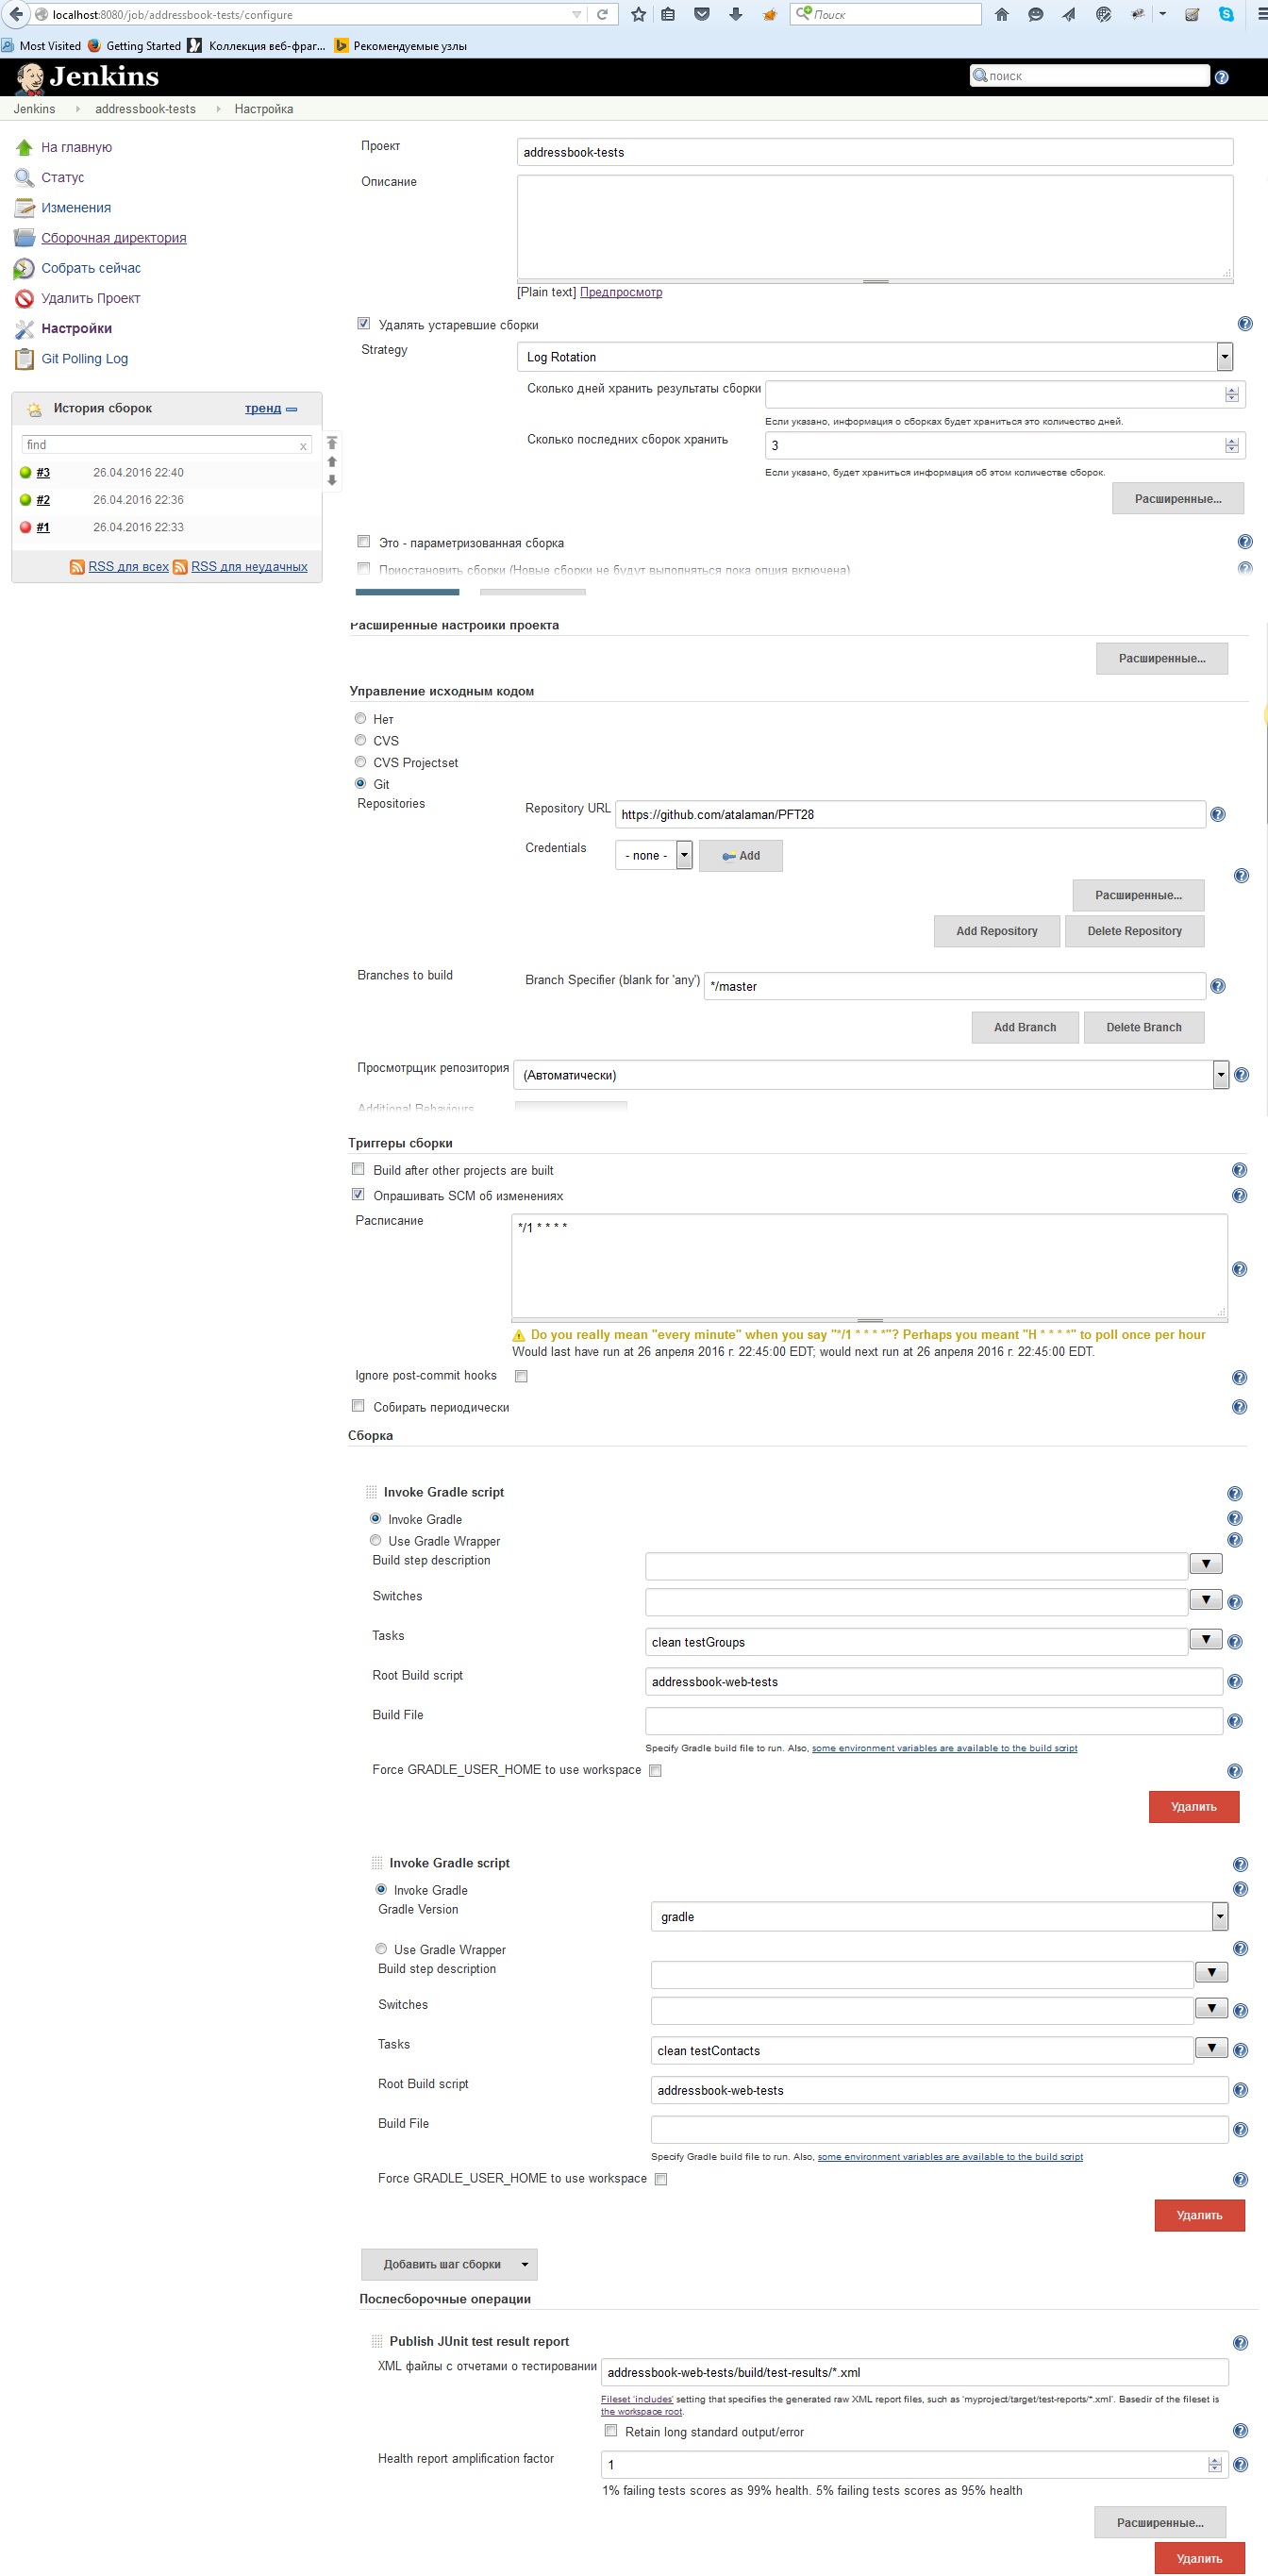 localhost:8080/job/addressbook-tests/configure
Поиск
Most Visited Getting Started Коллекция веб-фраг... Рекомендуемые узлы
Jenkins
поиск
Jenkins addressbook-tests Настройка
На главную
Статус
Изменения
Сборочная директория
Собрать сейчас
Удалить Проект
Настройки
Git Polling Log
История сборок тренд
find x
#3 26.04.2016 22:40
#2 26.04.2016 22:36
#1 26.04.2016 22:33
RSS для всех RSS для неудачных
Проект addressbook-tests
Описание
[Plain text] Предпросмотр
Удалять устаревшие сборки
Strategy Log Rotation
Сколько дней хранить результаты сборки
Если указано, информация о сборках будет храниться это количество дней.
Сколько последних сборок хранить 3
Если указано, будет храниться информация об этом количестве сборок.
Расширенные...
Это - параметризованная сборка
Приостановить сборки (Новые сборки не будут выполняться пока опция включена)
Расширенные настройки проекта
Расширенные...
Управление исходным кодом
Нет
CVS
CVS Projectset
Git
Repositories Repository URL https://github.com/atalaman/PFT28
Credentials - none - Add
Расширенные...
Add Repository Delete Repository
Branches to build Branch Specifier (blank for 'any') */master
Add Branch Delete Branch
Просмотрщик репозитория (Автоматически)
Additional Behaviours
Триггеры сборки
Build after other projects are built
Опрашивать SCM об изменениях
Расписание */1 * * * *
Do you really mean "every minute" when you say "*/1 * * * *"? Perhaps you meant "H * * * *" to poll once per hour
Would last have run at 26 апреля 2016 г. 22:45:00 EDT; would next run at 26 апреля 2016 г. 22:45:00 EDT.
Ignore post-commit hooks
Собирать периодически
Сборка
Invoke Gradle script
Invoke Gradle
Use Gradle Wrapper
Build step description
Switches
Tasks clean testGroups
Root Build script addressbook-web-tests
Build File
Specify Gradle build file to run. Also, some environment variables are available to the build script
Force GRADLE_USER_HOME to use workspace
Удалить
Invoke Gradle script
Invoke Gradle
Gradle Version gradle
Use Gradle Wrapper
Build step description
Switches
Tasks clean testContacts
Root Build script addressbook-web-tests
Build File
Specify Gradle build file to run. Also, some environment variables are available to the build script
Force GRADLE_USER_HOME to use workspace
Удалить
Добавить шаг сборки
Послесборочные операции
Publish JUnit test result report
XML файлы с отчетами о тестировании addressbook-web-tests/build/test-results/*.xml
Fileset 'includes' setting that specifies the generated raw XML report files, such as 'myproject/target/test-reports/*.xml'. Basedir of the fileset is
the workspace root.
Retain long standard output/error
Health report amplification factor 1
1% failing tests scores as 99% health. 5% failing tests scores as 95% health
Расширенные...
Удалить